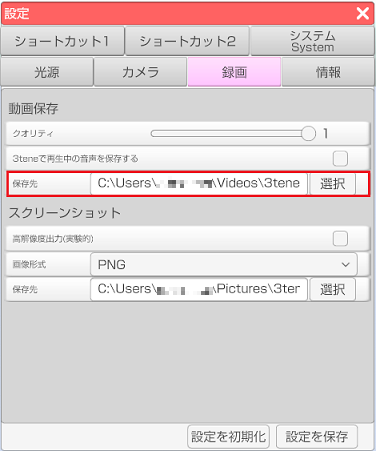 設定
ショートカット1 ショートカット2 システム
System
光源 カメラ 録画 情報
動画保存
クオリティ 1
3teneで再生中の音声を保存する
保存先 C:\Users\ \Videos\3tene 選択
スクリーンショット
高解像度出力(実験的)
画像形式 PNG
保存先 C:\Users\ \Pictures\3ter 選択
設定を初期化 設定を保存